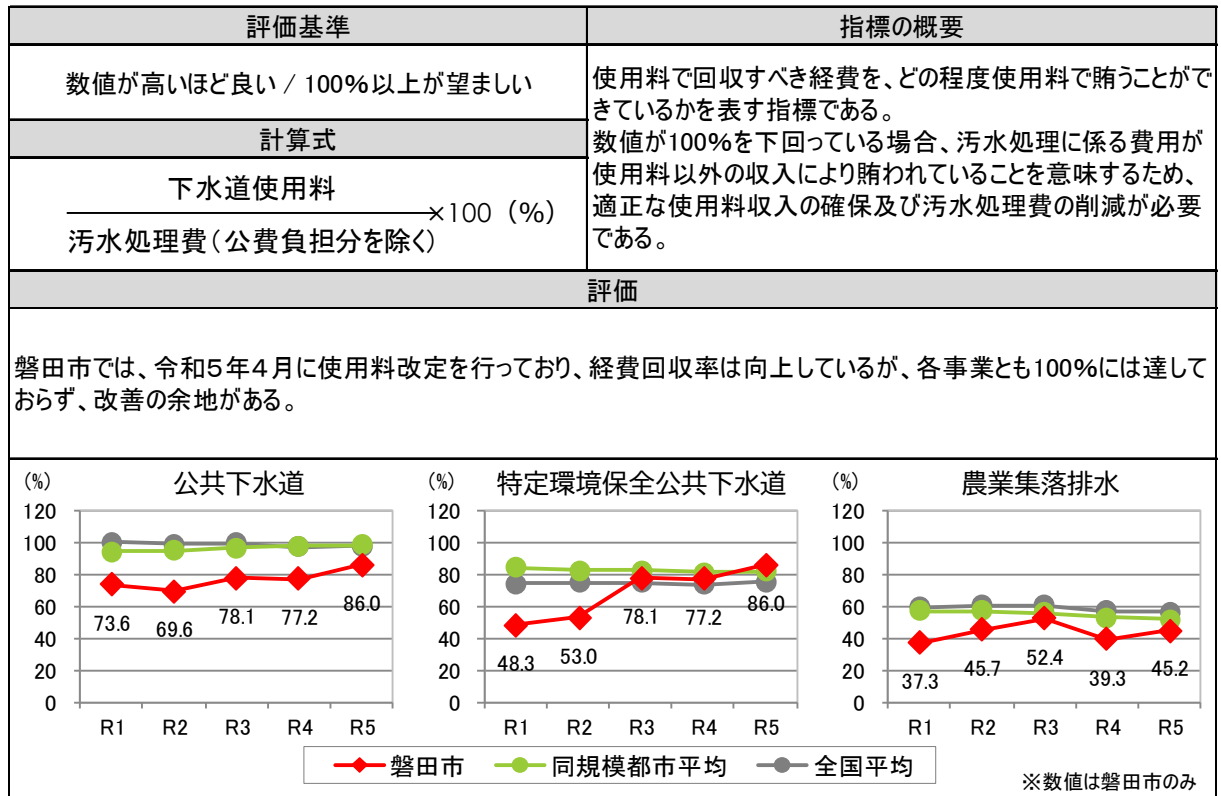 評価基準
指標の概要
数値が高いほど良い / 100%以上が望ましい
使用料で回収すべき経費を、どの程度使用料で賄うことがで
きているかを表す指標である。
数値が100%を下回っている場合、汚水処理に係る費用が
使用料以外の収入により賄われていることを意味するため、
適正な使用料収入の確保及び汚水処理費の削減が必要
である。
計算式
下水道使用料
×100 (%)
汚水処理費(公費負担分を除く)
評価
磐田市では、令和5年4月に使用料改定を行っており、経費回収率は向上しているが、各事業とも100%には達して
おらず、改善の余地がある。
(%) 公共下水道
120
100
80
60
40
20
0
73.6 69.6 78.1 77.2 86.0
R1 R2 R3 R4 R5
(%) 特定環境保全公共下水道
120
100
80
60
40
20
0
48.3 53.0 78.1 77.2 86.0
R1 R2 R3 R4 R5
(%) 農業集落排水
120
100
80
60
40
20
0
37.3 45.7 52.4 39.3 45.2
R1 R2 R3 R4 R5
磐田市 同規模都市平均 全国平均
※数値は磐田市のみ